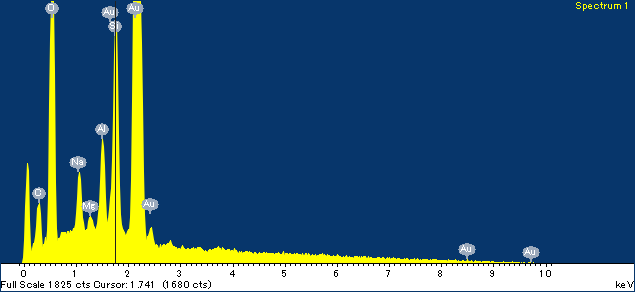 Spectrum 1
O Au Au
Si
Al
Na
O Mg Au
Au Au
0 1 2 3 4 5 6 7 8 9 10
Full Scale 1825 cts Cursor: 1.741 (1680 cts) keV